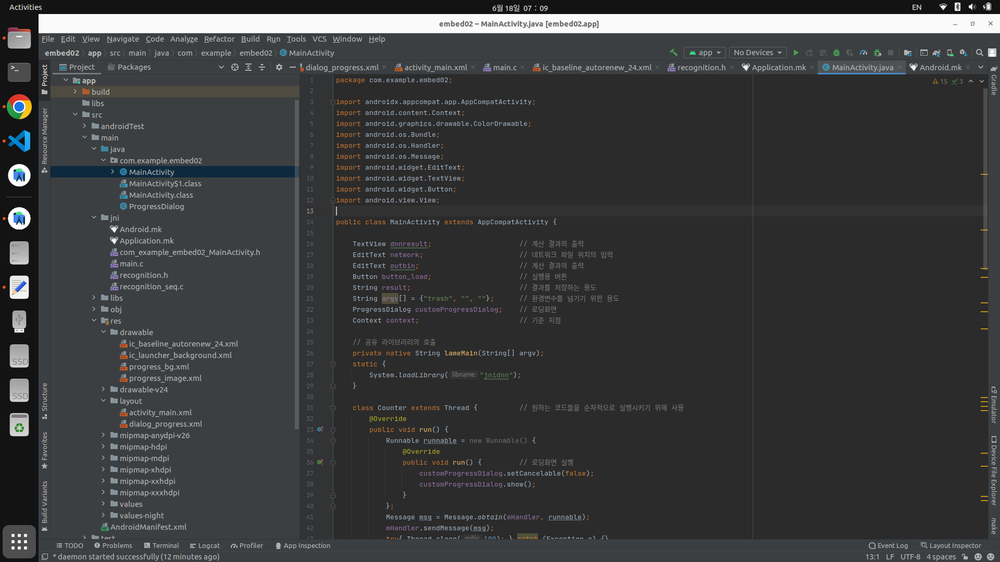 Activities
6월 18일 07 : 09
EN
embed02 – MainActivity.java [embed02.app]
File Edit View Navigate Code Analyze Refactor Build Run Tools VCS Window Help
embed02 app src main java com example embed02 MainActivity
app
No Devices
Project
Packages
dialog_progress.xml
activity_main.xml
main.c
ic_baseline_autorenew_24.xml
recognition.h
Application.mk
MainActivity.java
Android.mk
Project
Resource Manager
Structure
Favorites
Build Variants
app
build
libs
src
androidTest
main
java
com.example.embed02
MainActivity
MainActivity$1.class
MainActivity.class
ProgressDialog
jni
Android.mk
Application.mk
com_example_embed02_MainActivity.h
main.c
recognition.h
recognition_seq.c
libs
obj
res
drawable
ic_baseline_autorenew_24.xml
ic_launcher_background.xml
progress_bg.xml
progress_image.xml
drawable-v24
layout
activity_main.xml
dialog_progress.xml
mipmap-anydpi-v26
mipmap-hdpi
mipmap-mdpi
mipmap-xhdpi
mipmap-xxhdpi
mipmap-xxxhdpi
values
values-night
AndroidManifest.xml
test
SSD
SSD
15 3
1 package com.example.embed02;
2
3 import androidx.appcompat.app.AppCompatActivity;
4 import android.content.Context;
5 import android.graphics.drawable.ColorDrawable;
6 import android.os.Bundle;
7 import android.os.Handler;
8 import android.os.Message;
9 import android.widget.EditText;
10 import android.widget.TextView;
11 import android.widget.Button;
12 import android.view.View;
13
14 public class MainActivity extends AppCompatActivity {
15
16 TextView dnnresult; // 계산 결과의 출력
17 EditText network; // 네트워크 파일 위치의 입력
18 EditText outbin; // 계산 결과의 출력
19 Button button_load; // 실행용 버튼
20 String result; // 결과를 저장하는 용도
21 String argv[] = {"trash", "", ""}; // 환경변수를 넘기기 위한 용도
22 ProgressDialog customProgressDialog; // 로딩화면
23 Context context; // 기준 지점
24
25 // 공유 라이브러리의 호출
26 private native String lameMain(String[] argv);
27 static {
28 System.loadLibrary( libname: "jnidnn");
29 }
30
31 class Counter extends Thread { // 원하는 코드들을 순차적으로 실행시키기 위해 사용
32 @Override
33 public void run() {
34 Runnable runnable = new Runnable() {
35 @Override
36 public void run() { // 로딩화면 실행
37 customProgressDialog.setCancelable(false);
38 customProgressDialog.show();
39 }
40 };
41 Message msg = Message.obtain(mHandler, runnable);
42 mHandler.sendMessage(msg);
43 try{ Thread.sleep( millis: 100); } catch (Exception e) {}
Gradle
Emulator
Device File Explorer
make
TODO Problems Terminal Logcat Profiler App Inspection
Event Log Layout Inspector
* daemon started successfully (12 minutes ago)
13:1 LF UTF-8 4 spaces